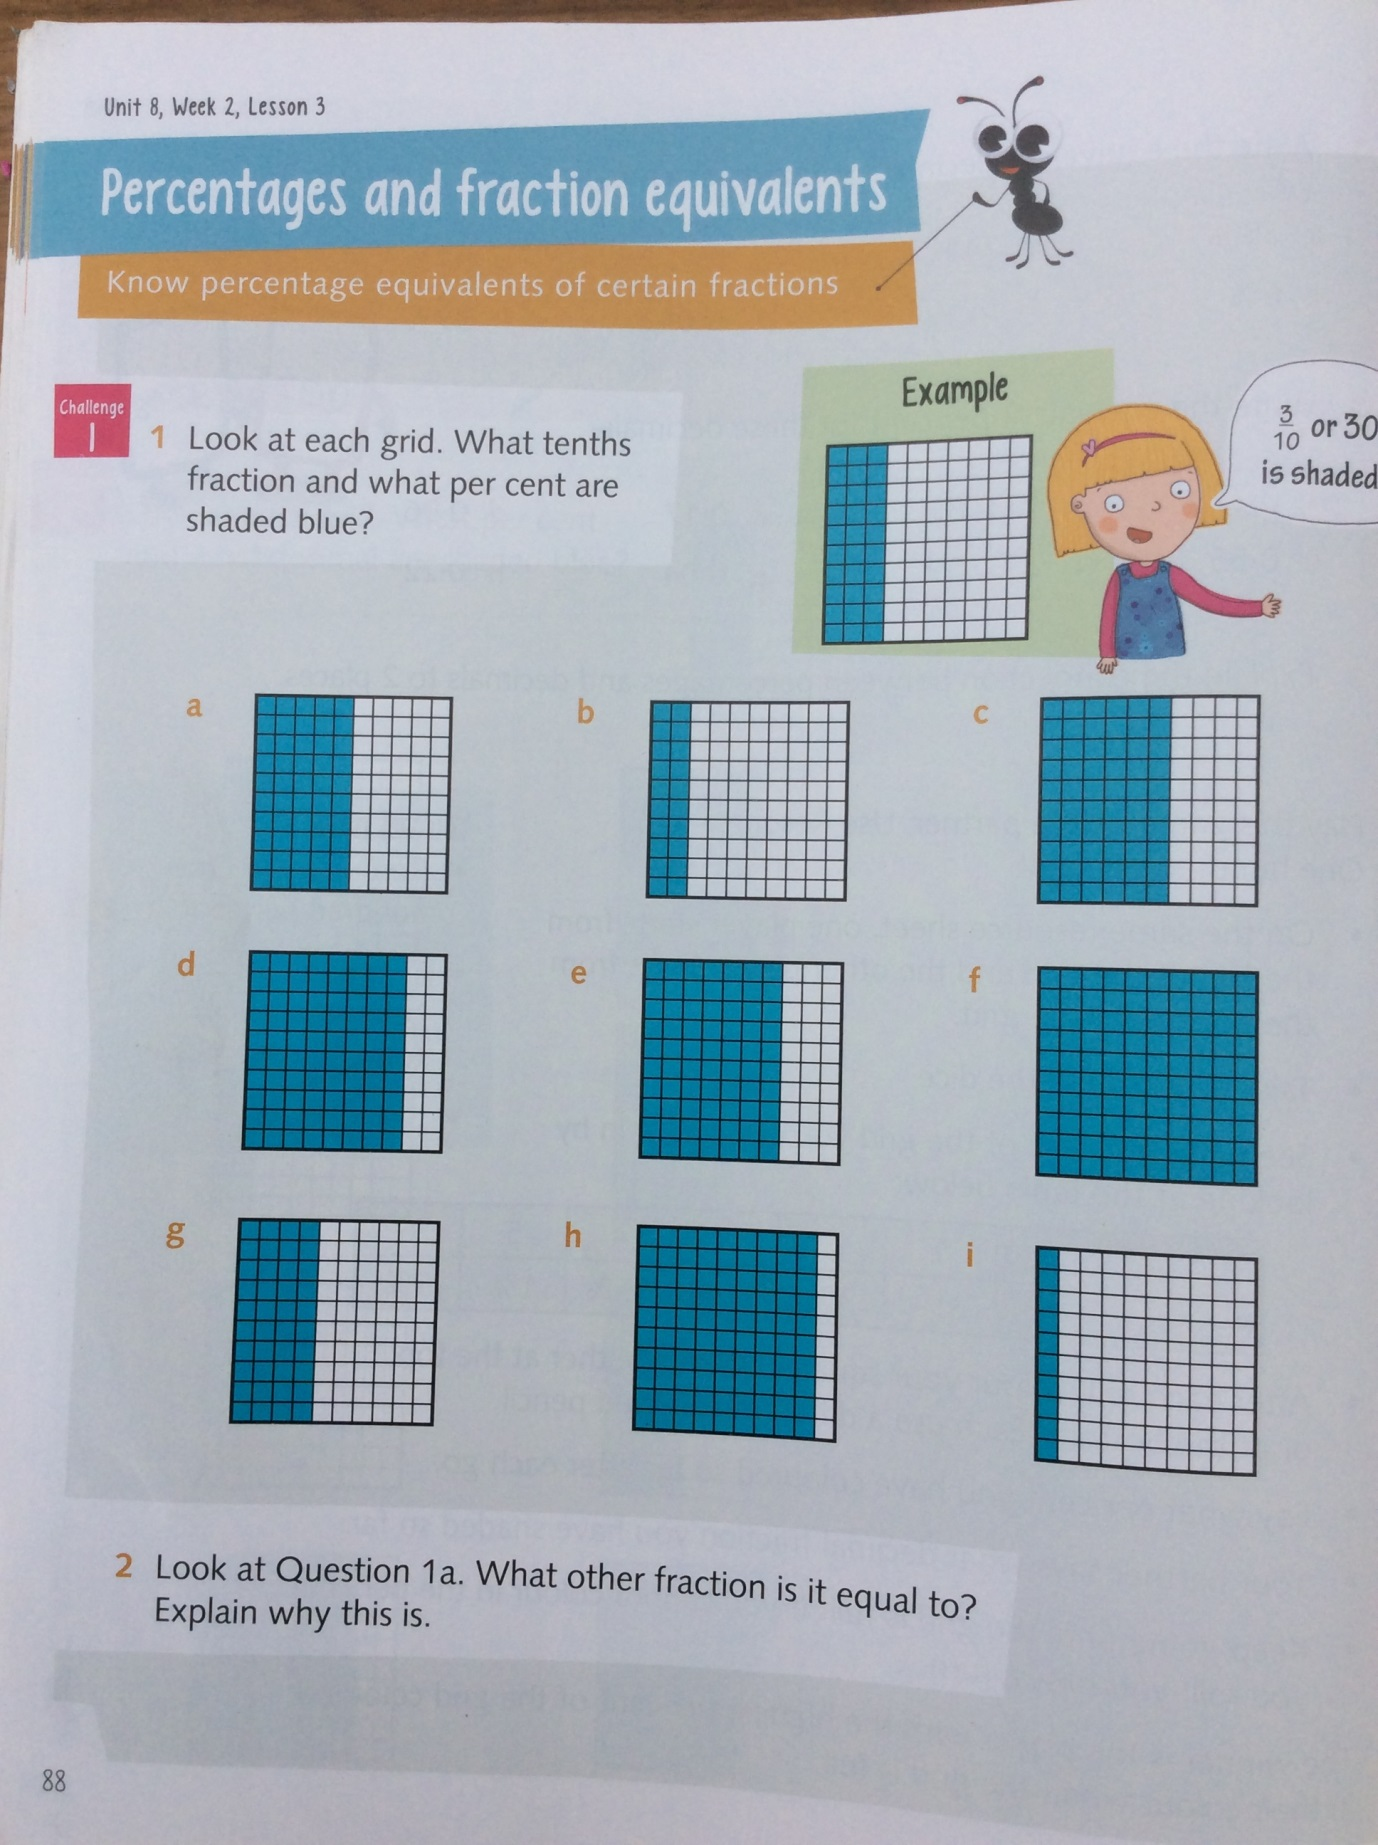 Unit 8, Week 2, Lesson 3
Percentages and fraction equivalents
Know percentage equivalents of certain fractions
Challenge
1
1 Look at each grid. What tenths
fraction and what per cent are
shaded blue?
Example
3/10 or 30
is shaded
a
b
c
d
e
f
g
h
i
2 Look at Question 1a. What other fraction is it equal to?
Explain why this is.
88